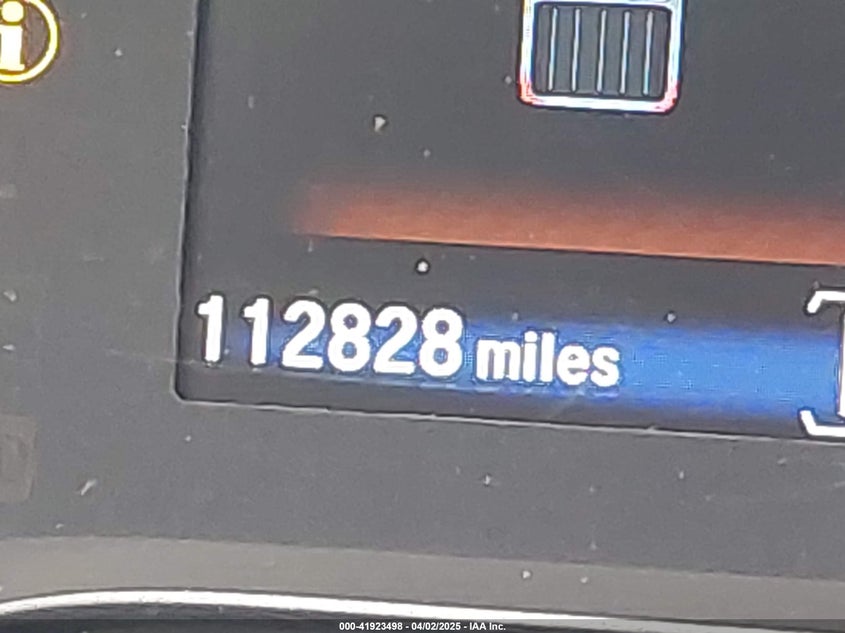 i
112828 miles
000-41923498 - 04/02/2025 - IAA Inc.